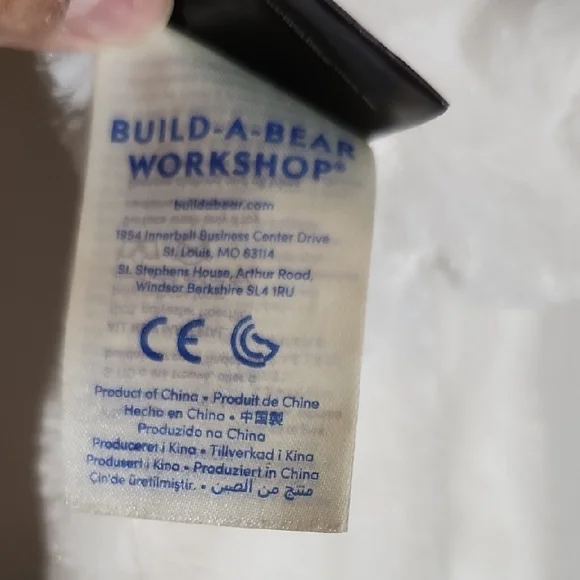 BUILD-A-BEAR
WORKSHOP®
buildabear.com
1954 Innerbelt Business Center Drive
St. Louis, MO 63114
St. Stephens House, Arthur Road,
Windsor Berkshire SL4 1RU
CE
Product of China • Produit de Chine
Hecho en China • 中国製
Produzido na China
Produceret i Kina • Tillverkad i Kina
Produsert i Kina • Produziert in China
Çin'de üretilmiştir. • منتج من الصين